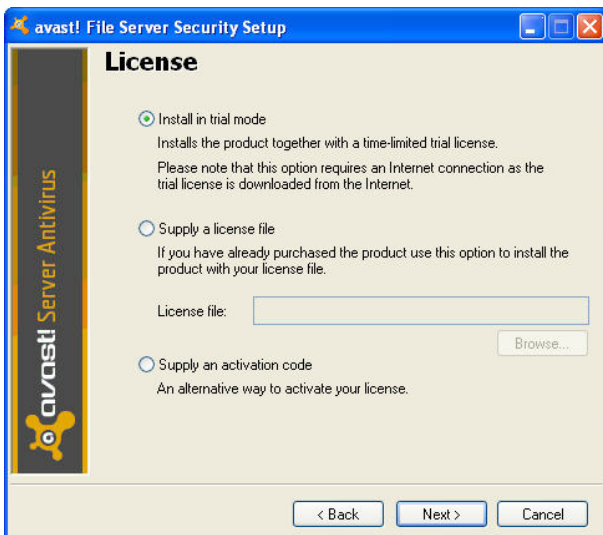 avast! File Server Security Setup
License
Install in trial mode
Installs the product together with a time-limited trial license.
Please note that this option requires an Internet connection as the
trial license is downloaded from the Internet.
Supply a license file
If you have already purchased the product use this option to install the
product with your license file.
License file:
Browse...
Supply an activation code
An alternative way to activate your license.
avast! Server Antivirus
< Back
Next >
Cancel